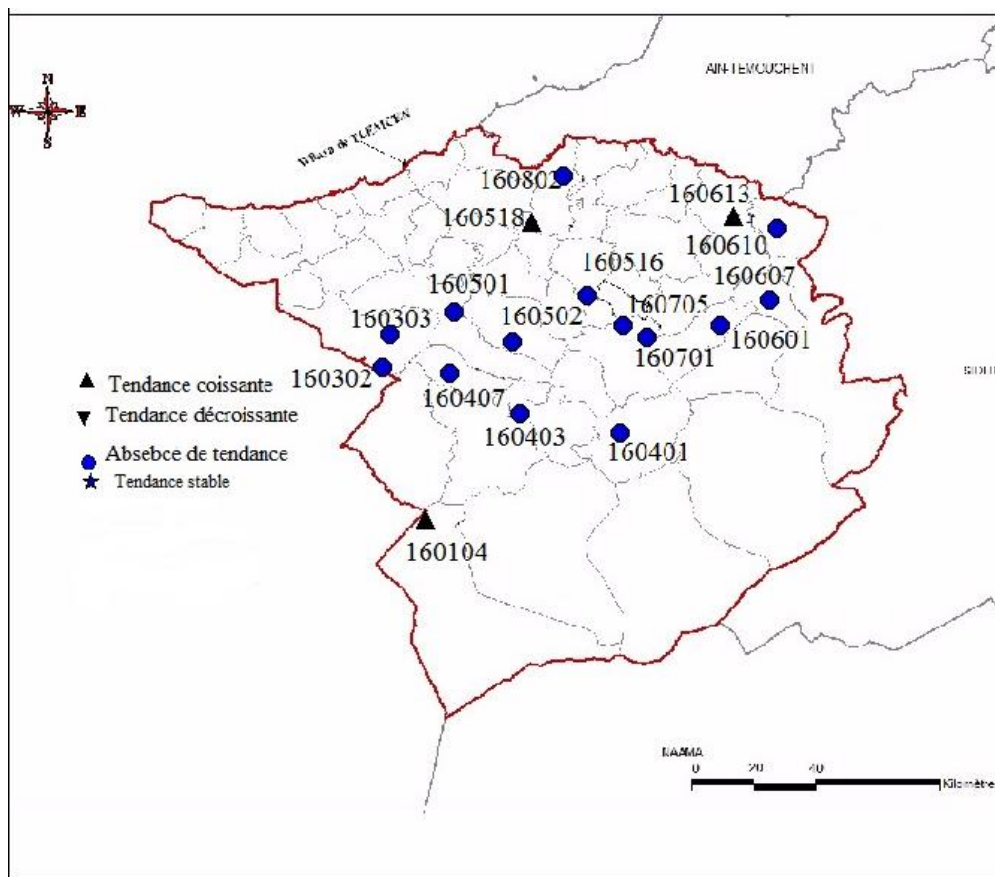 AIN-TEMOUCHENT
N
W E
S
Wilaya de TLEMCEN
160802
160613
160518
160610
160516
160607
160501
160705
160303
160502
160601
160701
160302
Tendance coissante
160407
Tendance décroissante
160403
160401
Absebce de tendance
Tendance stable
160104
NAAMA
0 20 40
Kilomètre